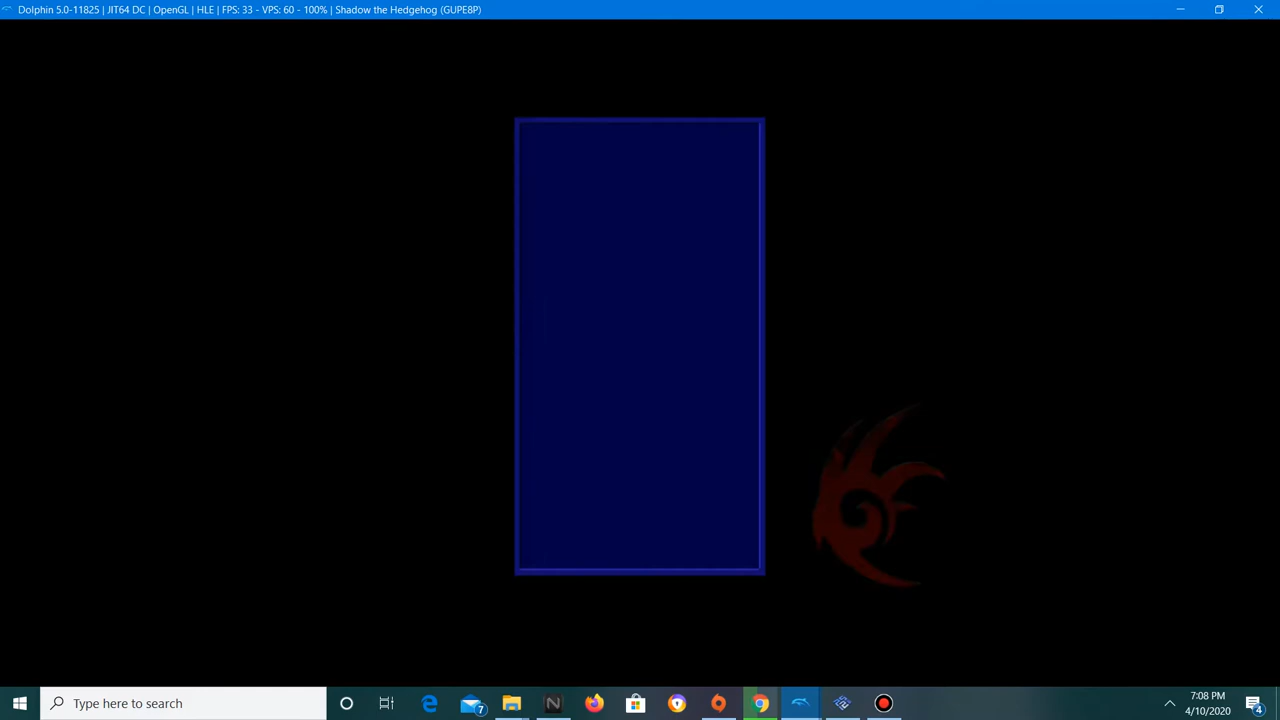 Dolphin 5.0-11825 | JIT64 DC | OpenGL | HLE | FPS: 33 - VPS: 60 - 100% | Shadow the Hedgehog (GUPE8P)
Type here to search
7
7:08 PM
4/10/2020
4